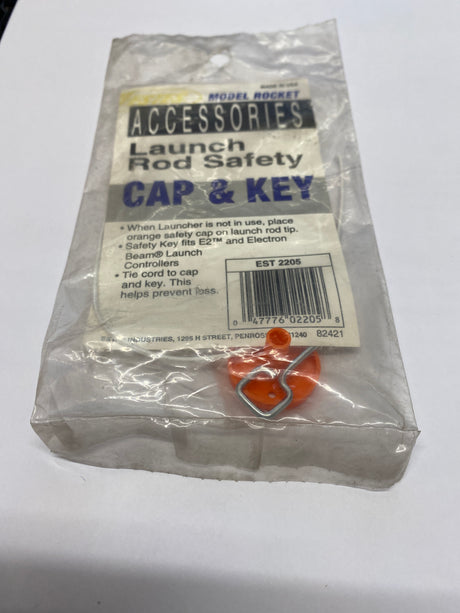 MADE IN USA
MODEL ROCKET
ACCESSORIES
Launch
Rod Safety
CAP & KEY
• When Launcher is not in use, place
orange safety cap on launch rod tip.
• Safety Key fits E2™ and Electron
Beam® Launch
Controllers
• Tie cord to cap
and key. This
helps prevent loss.
EST 2205
0 47776 02205 8
INDUSTRIES, 1295 H STREET, 1240 82421